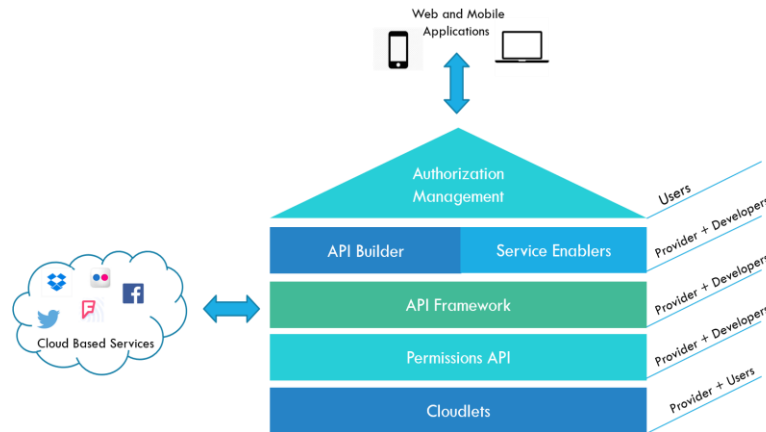 Web and Mobile
Applications
Authorization
Management
Users
API Builder
Service Enablers
Provider + Developers
API Framework
Provider + Developers
Cloud Based Services
Permissions API
Provider + Developers
Cloudlets
Provider + Users